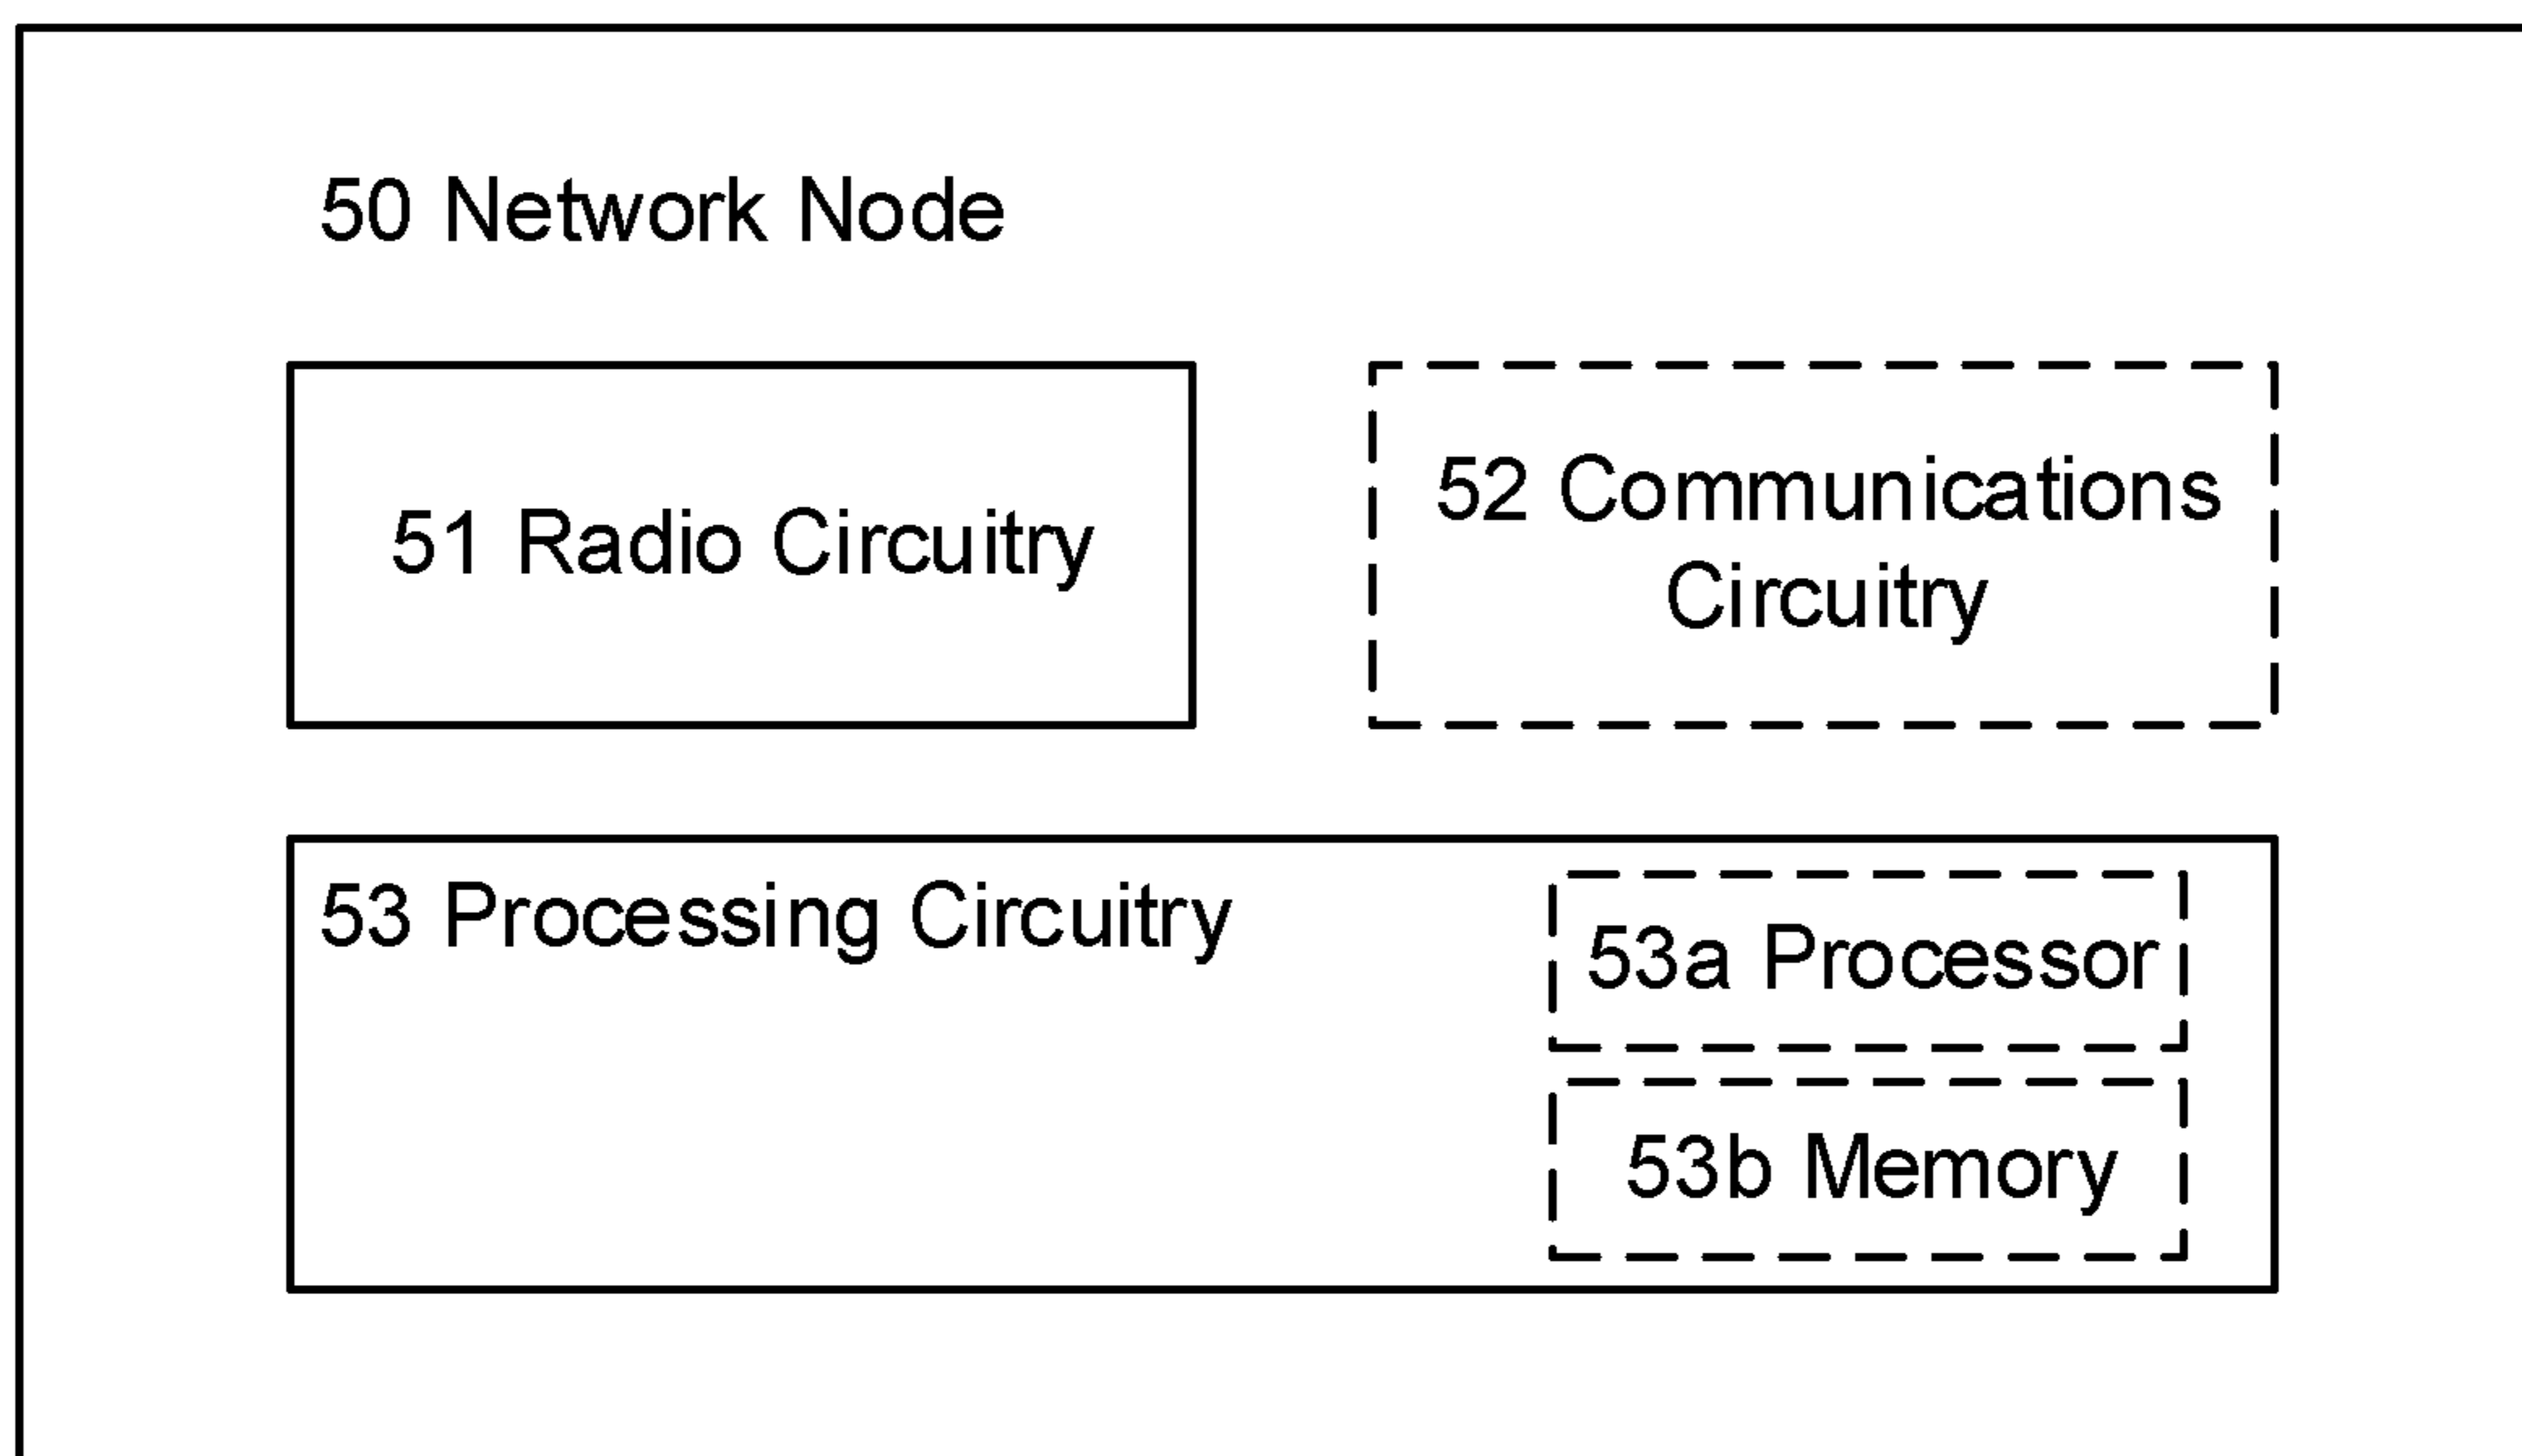 50 Network Node
51 Radio Circuitry
52 Communications
Circuitry
53 Processing Circuitry
53a Processor
53b Memory